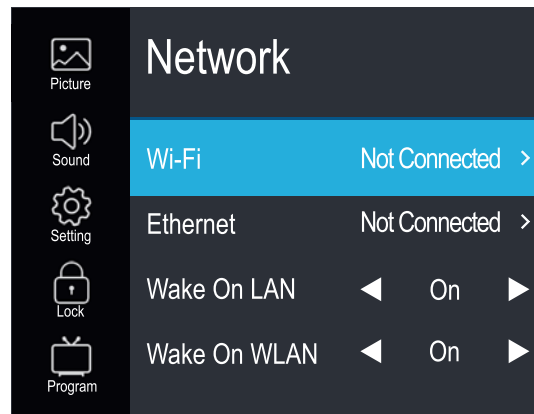 Picture
Sound
Setting
Lock
Program
Network
Wi-Fi Not Connected >
Ethernet Not Connected >
Wake On LAN ◀ On ▶
Wake On WLAN ◀ On ▶